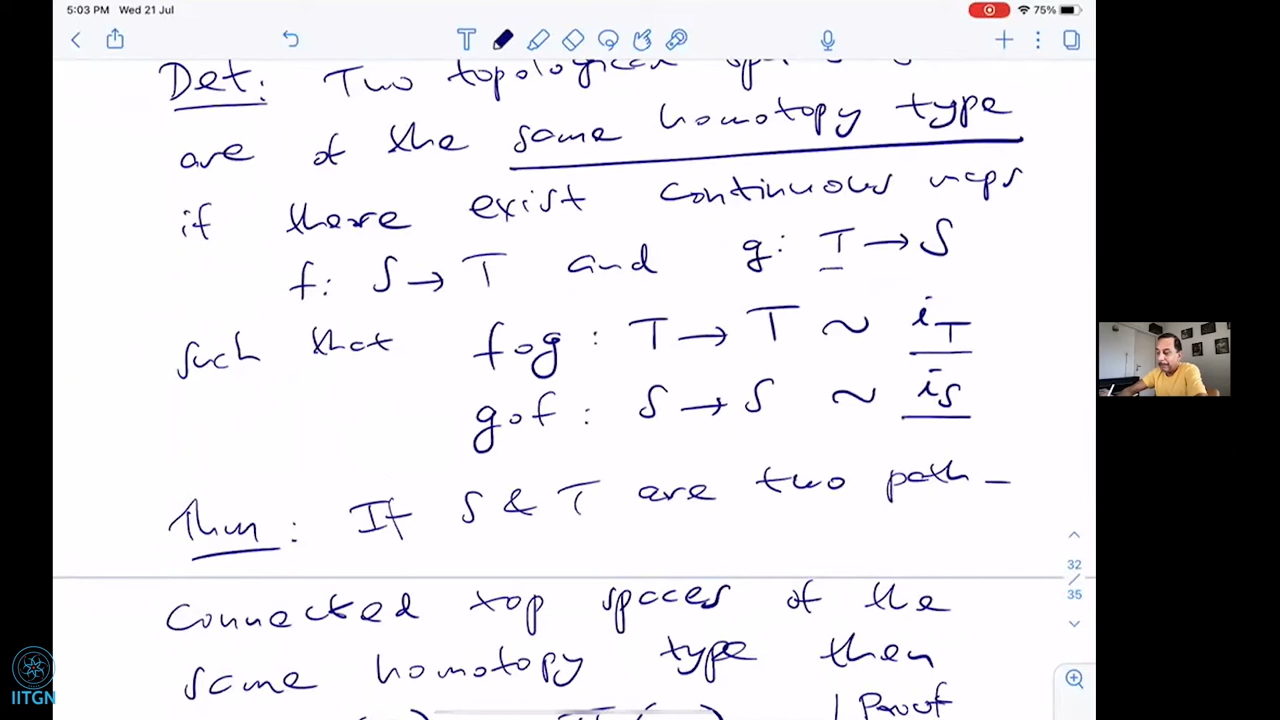 5:03 PM Wed 21 Jul
75%
Def: Two topological
are of the same homotopy type
if there exist continuous maps
f: S → T and g: T → S
such that fog : T → T ~ i_T
gof : S → S ~ i_S
Thm : If S & T are two path-
32
35
Connected top spaces of the
same homotopy type then
Proof
IITGN